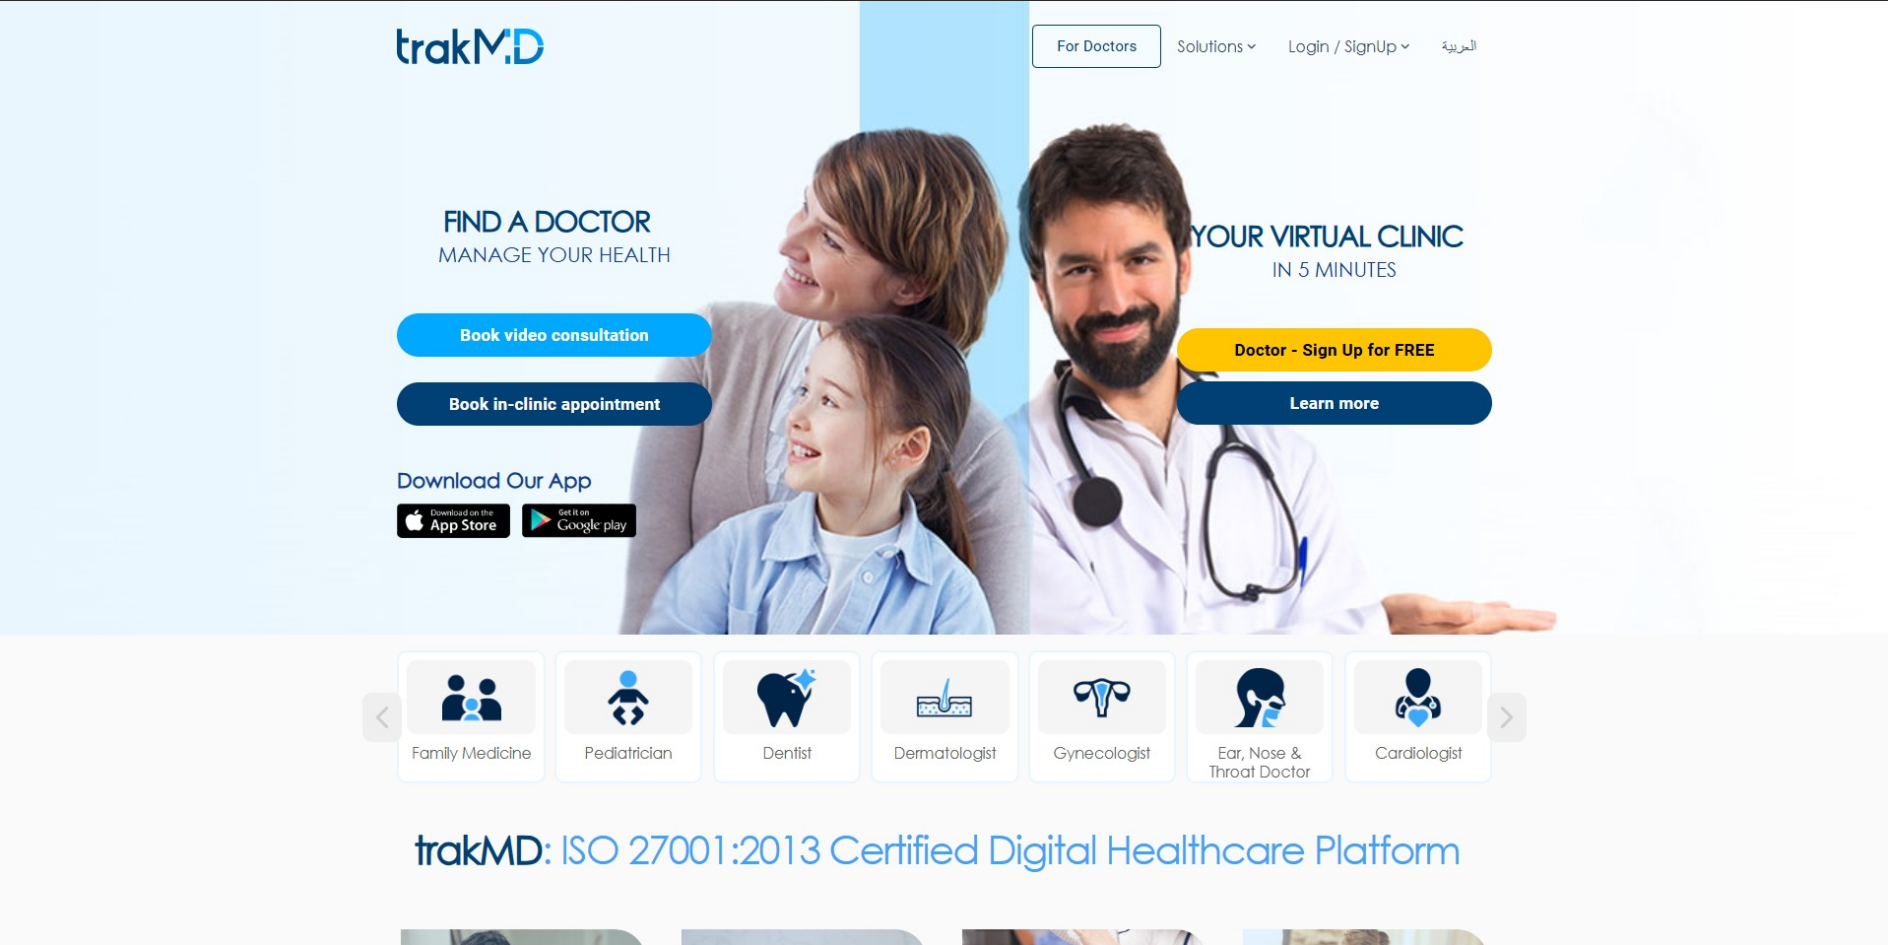 trakMD
For Doctors
Solutions
Login / SignUp
العربية
FIND A DOCTOR
MANAGE YOUR HEALTH
Book video consultation
Book in-clinic appointment
Download Our App
Download on the
App Store
Get it on
Google play
YOUR VIRTUAL CLINIC
IN 5 MINUTES
Doctor - Sign Up for FREE
Learn more
Family Medicine
Pediatrician
Dentist
Dermatologist
Gynecologist
Ear, Nose &
Throat Doctor
Cardiologist
trakMD: ISO 27001:2013 Certified Digital Healthcare Platform